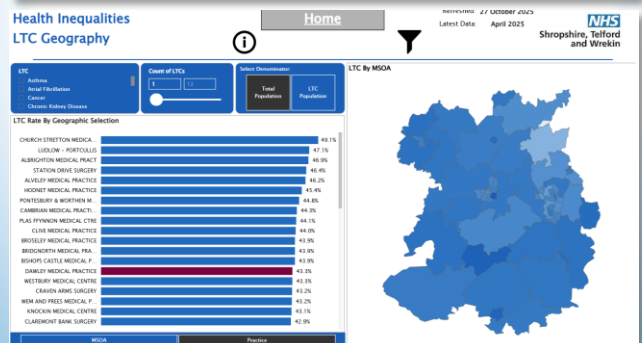 Health Inequalities
LTC Geography
Home
Refreshed: 27 October 2025
Latest Data: April 2025
NHS
Shropshire, Telford
and Wrekin
LTC
Asthma
Atrial Fibrillation
Cancer
Chronic Kidney Disease
Count of LTCs
1
12
Select Denominator:
Total
Population
LTC
Population
LTC By MSOA
LTC Rate By Geographic Selection
CHURCH STRETTON MEDICA... 49.1%
LUDLOW - PORTCULLIS 47.1%
ALBRIGHTON MEDICAL PRACT 46.9%
STATION DRIVE SURGERY 46.4%
ALVELEY MEDICAL PRACTICE 46.2%
HODNET MEDICAL PRACTICE 45.4%
PONTESBURY & WORTHEN M... 44.8%
CAMBRIAN MEDICAL PRACTI... 44.3%
PLAS FFYNNON MEDICAL CTRE 44.1%
CLIVE MEDICAL PRACTICE 44.0%
BROSELEY MEDICAL PRACTICE 43.9%
BRIDGNORTH MEDICAL PRA... 43.9%
BISHOPS CASTLE MEDICAL P... 43.9%
DAWLEY MEDICAL PRACTICE 43.3%
WESTBURY MEDICAL CENTRE 43.3%
CRAVEN ARMS SURGERY 43.2%
WEM AND PREES MEDICAL P... 43.2%
KNOCKIN MEDICAL CENTRE 43.1%
CLAREMONT BANK SURGERY 42.9%
MSOA
Practice